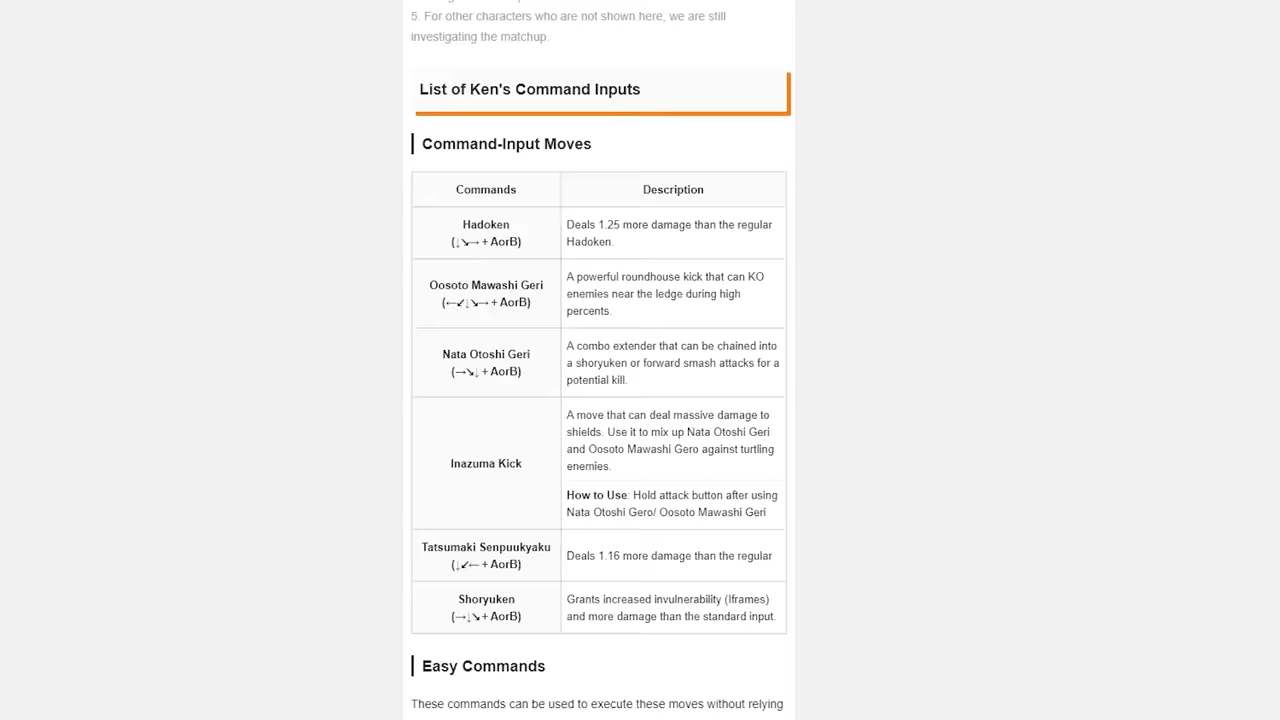 5. For other characters who are not shown here, we are still
investigating the matchup.
List of Ken's Command Inputs
Command-Input Moves
Commands
Description
Hadoken
(↓↘→ + AorB)
Deals 1.25 more damage than the regular
Hadoken.
Oosoto Mawashi Geri
(←↙↓↘→ + AorB)
A powerful roundhouse kick that can KO
enemies near the ledge during high
percents.
Nata Otoshi Geri
(→↘↓ + AorB)
A combo extender that can be chained into
a shoryuken or forward smash attacks for a
potential kill.
Inazuma Kick
A move that can deal massive damage to
shields. Use it to mix up Nata Otoshi Geri
and Oosoto Mawashi Gero against turtling
enemies.
How to Use: Hold attack button after using
Nata Otoshi Gero/ Oosoto Mawashi Geri
Tatsumaki Senpuukyaku
(↓↙← + AorB)
Deals 1.16 more damage than the regular
Shoryuken
(→↓↘ + AorB)
Grants increased invulnerability (Iframes)
and more damage than the standard input.
Easy Commands
These commands can be used to execute these moves without relying